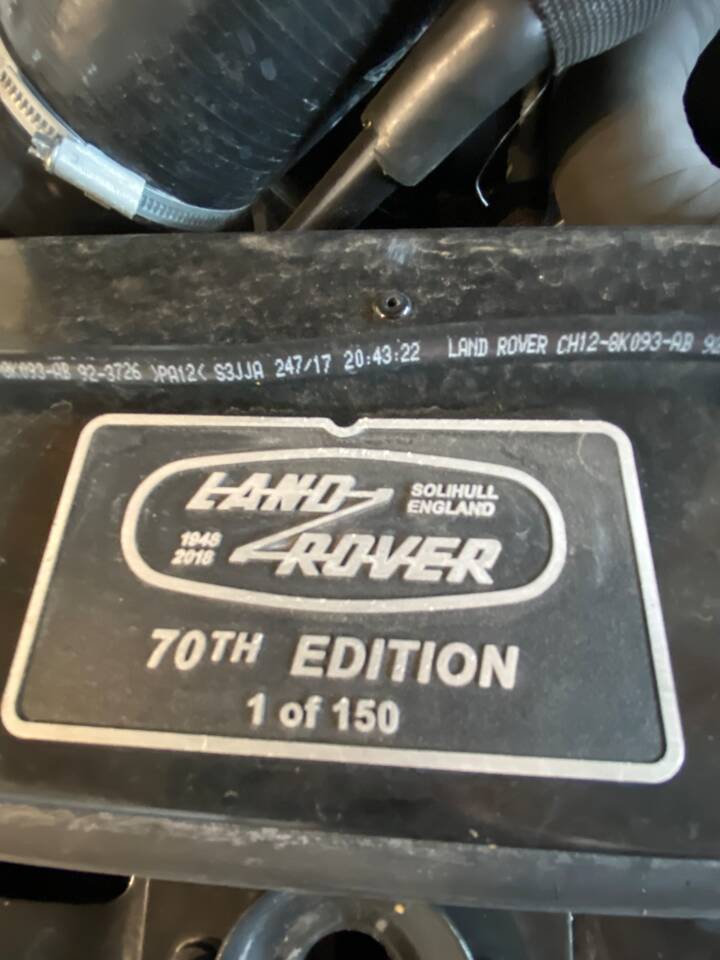 8K093-AB 92-3726 >PA12< S3JJA 247/17 20:43:22 LAND ROVER CH12-8K093-AB 92
LAND ROVER
SOLIHULL
ENGLAND
1948
2018
70TH EDITION
1 of 150